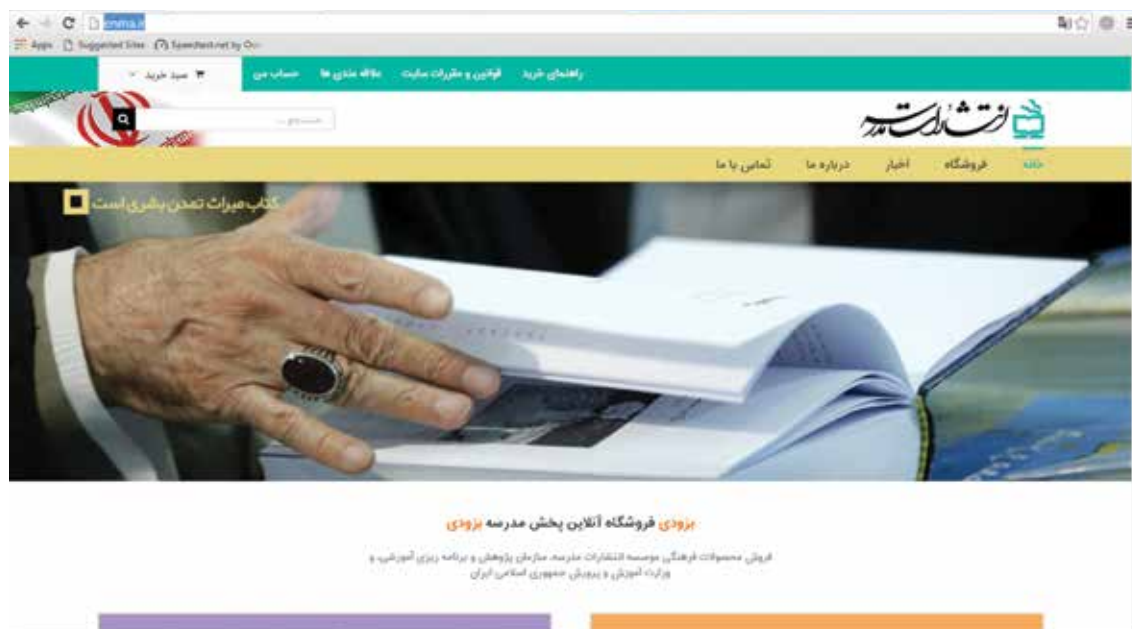 Apps Suggested Sites Speedtest.net by
راهنمای خرید قوانین و مقررات سایت علاقه مندی ها حساب من سبد خرید
جستجو ...
انتشارات مدرسه
خانه فروشگاه اخبار درباره ما تماس با ما
کتاب میراث تمدن بشری است
بزودی فروشگاه آنلاین پخش مدرسه بزودی
فروش محصولات فرهنگی موسسه انتشارات مدرسه، سازمان پژوهش و برنامه ریزی آموزشی، و
وزارت آموزش و پرورش جمهوری اسلامی ایران